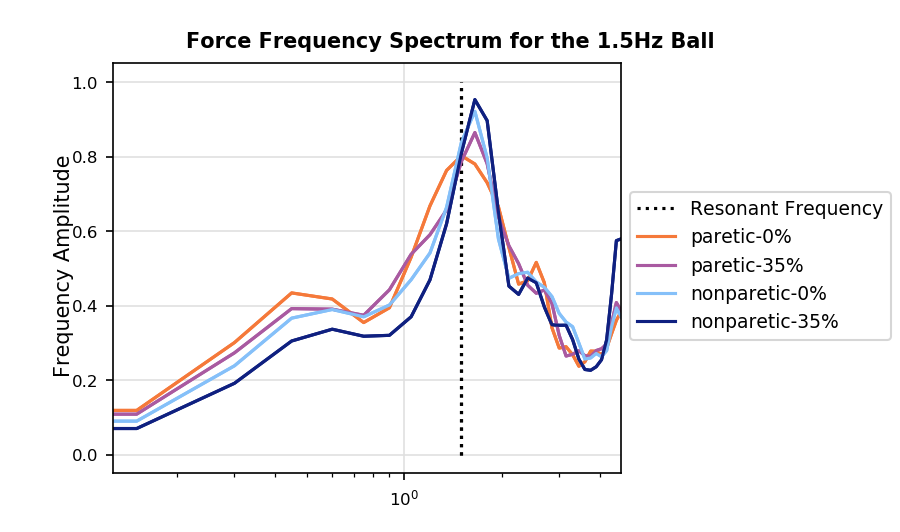 Force Frequency Spectrum for the 1.5Hz Ball
Frequency Amplitude
1.0
0.8
0.6
0.4
0.2
0.0
10⁰
Resonant Frequency
paretic-0%
paretic-35%
nonparetic-0%
nonparetic-35%